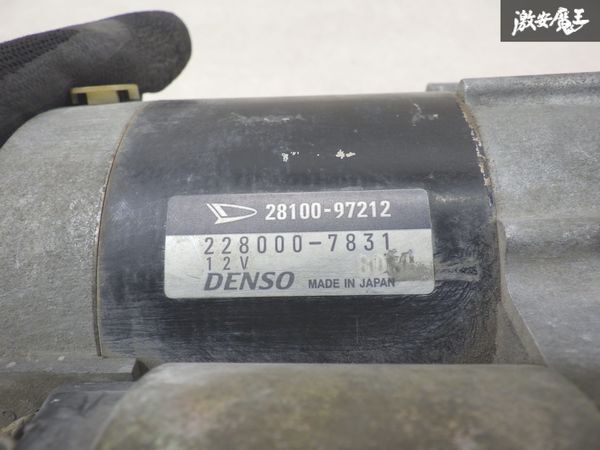 激安魔王
28100-97212
228000-7831
12V
DENSO MADE IN JAPAN